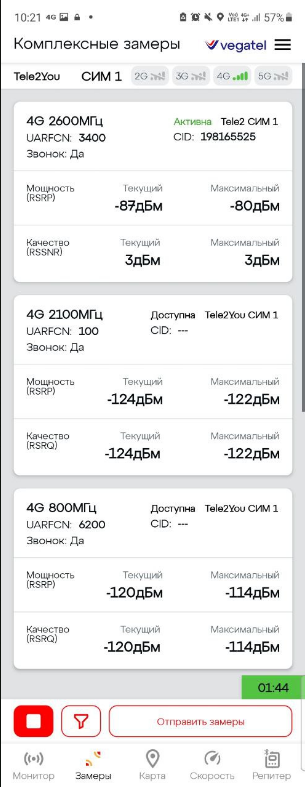 10:21 4G 57%
Комплексные замеры vegatel
Tele2You СИМ 1 2G 3G 4G 5G
4G 2600МГц Активна Tele2 СИМ 1
UARFCN: 3400 CID: 198165525
Звонок: Да
Мощность (RSRP) Текущий Максимальный
-87дБм -80дБм
Качество (RSSNR) Текущий Максимальный
3дБм 3дБм
4G 2100МГц Доступна Tele2You СИМ 1
UARFCN: 100 CID: ---
Звонок: Да
Мощность (RSRP) Текущий Максимальный
-124дБм -122дБм
Качество (RSRQ) Текущий Максимальный
-124дБм -122дБм
4G 800МГц Доступна Tele2You СИМ 1
UARFCN: 6200 CID: ---
Звонок: Да
Мощность (RSRP) Текущий Максимальный
-120дБм -114дБм
Качество (RSRQ) Текущий Максимальный
-120дБм -114дБм
01:44
Отправить замеры
Монитор Замеры Карта Скорость Репитер